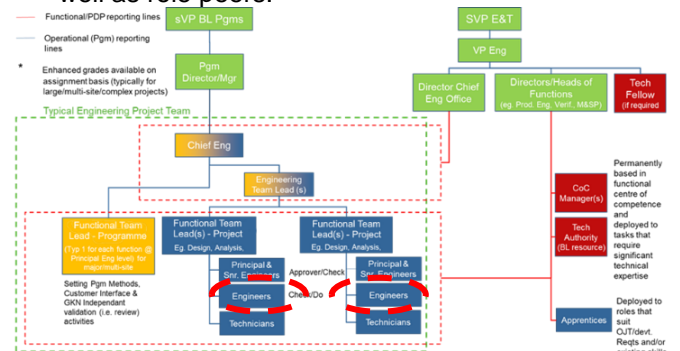 well as role peers.
Functional/PDP reporting lines
Operational (Pgm) reporting
lines
* Enhanced grades available on
assignment basis (typically for
large/multi-site/complex projects)
sVP BL Pgms
Pgm
Director/Mgr
SVP E&T
VP Eng
Director Chief
Eng Office
Directors/Heads of
Functions
(eg. Prod. Eng, Verif., M&SP)
Tech
Fellow
(if required
Typical Engineering Project Team
Chief Eng
Engineering
Team Lead (s)
Functional Team
Lead - Programme
(Typ 1 for each function @
Principal Eng level) for
major/multi-site
Setting Pgm Methods,
Customer Interface &
GKN Independant
validation (i.e. review)
activities
Functional Team
Lead(s) - Project
Eg. Design, Analysis,
Principal &
Snr. Engineers
Engineers
Technicians
Approver/Check
Check/Do
Functional Team
Lead(s) - Project
Eg. Design, Analysis,
Principal &
Snr. Engineers
Engineers
Technicians
CoC
Manager(s)
Tech
Authority
(BL resource)
Permanently
based in
functional
centre of
competence
and
deployed to
tasks that
require
significant
technical
expertise
Apprentices
Deployed to
roles that
suit
OJT/devt.
Reqts and/or
existing skills